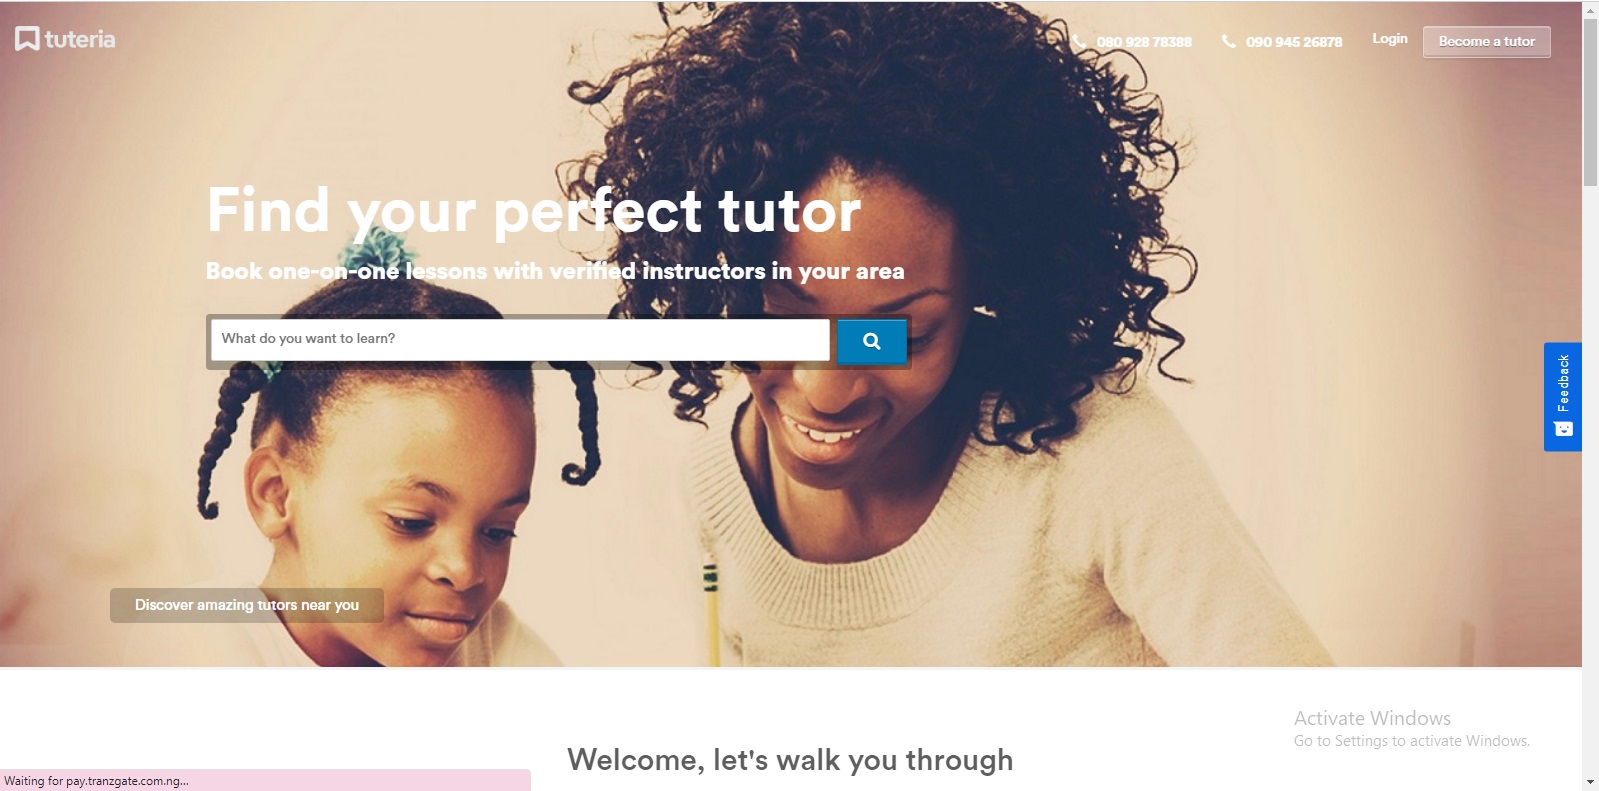 tuteria
080 928 78388
090 945 26878
Login
Become a tutor
Find your perfect tutor
Book one-on-one lessons with verified instructors in your area
What do you want to learn?
Feedback
Discover amazing tutors near you
Activate Windows
Go to Settings to activate Windows.
Welcome, let's walk you through
Waiting for pay.tranzgate.com.ng...